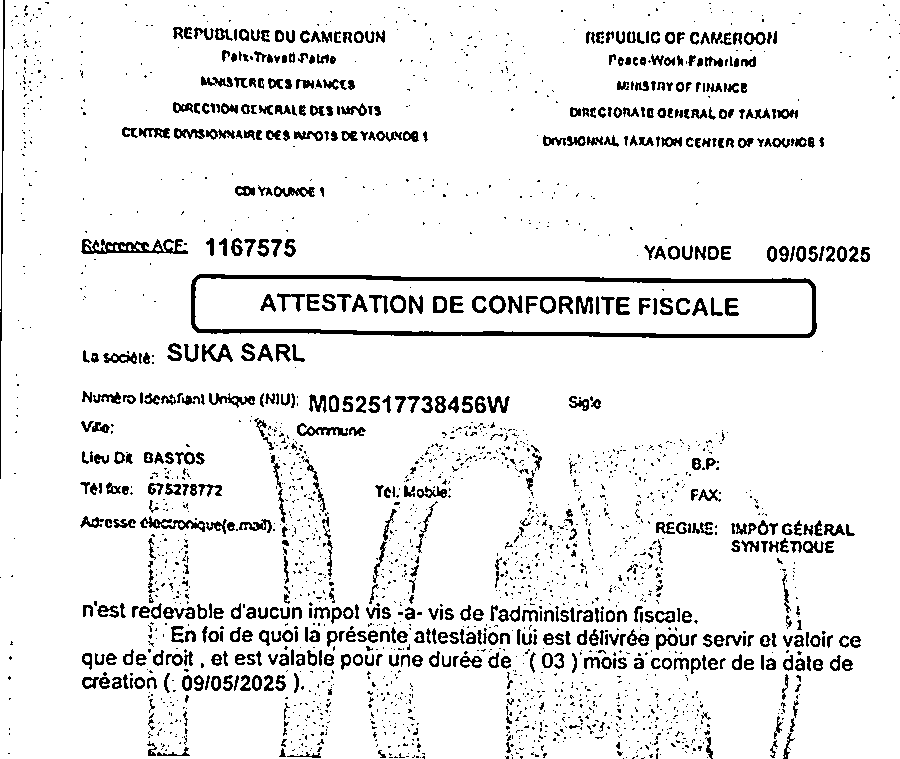 REPUBLIQUE DU CAMEROUN
Paix-Travail-Patrie
MINISTERE DES FINANCES
DIRECTION GENERALE DES IMPÔTS
CENTRE DIVISIONNAIRE DES IMPOTS DE YAOUNDE 1
CDI YAOUNDE 1
REPUBLIC OF CAMEROON
Peace-Work-Fatherland
MINISTRY OF FINANCE
DIRECTORATE GENERAL OF TAXATION
DIVISIONNAL TAXATION CENTER OF YAOUNDE 1
Référence ACF: 1167575
YAOUNDE 09/05/2025
ATTESTATION DE CONFORMITE FISCALE
La société: SUKA SARL
Numéro Identifiant Unique (NIU): M052517738456W Sigle
Ville: Commune
Lieu Dit BASTOS B.P:
Tél fixe: 675278772 Tél. Mobile: FAX:
Adresse électronique(e.mail): REGIME: IMPÔT GÉNÉRAL
SYNTHÉTIQUE
n'est redevable d'aucun impot vis -a- vis de l'administration fiscale.
En foi de quoi la présente attestation lui est délivrée pour servir et valoir ce
que de droit , et est valable pour une durée de ( 03 ) mois à compter de la date de
création ( 09/05/2025 ).